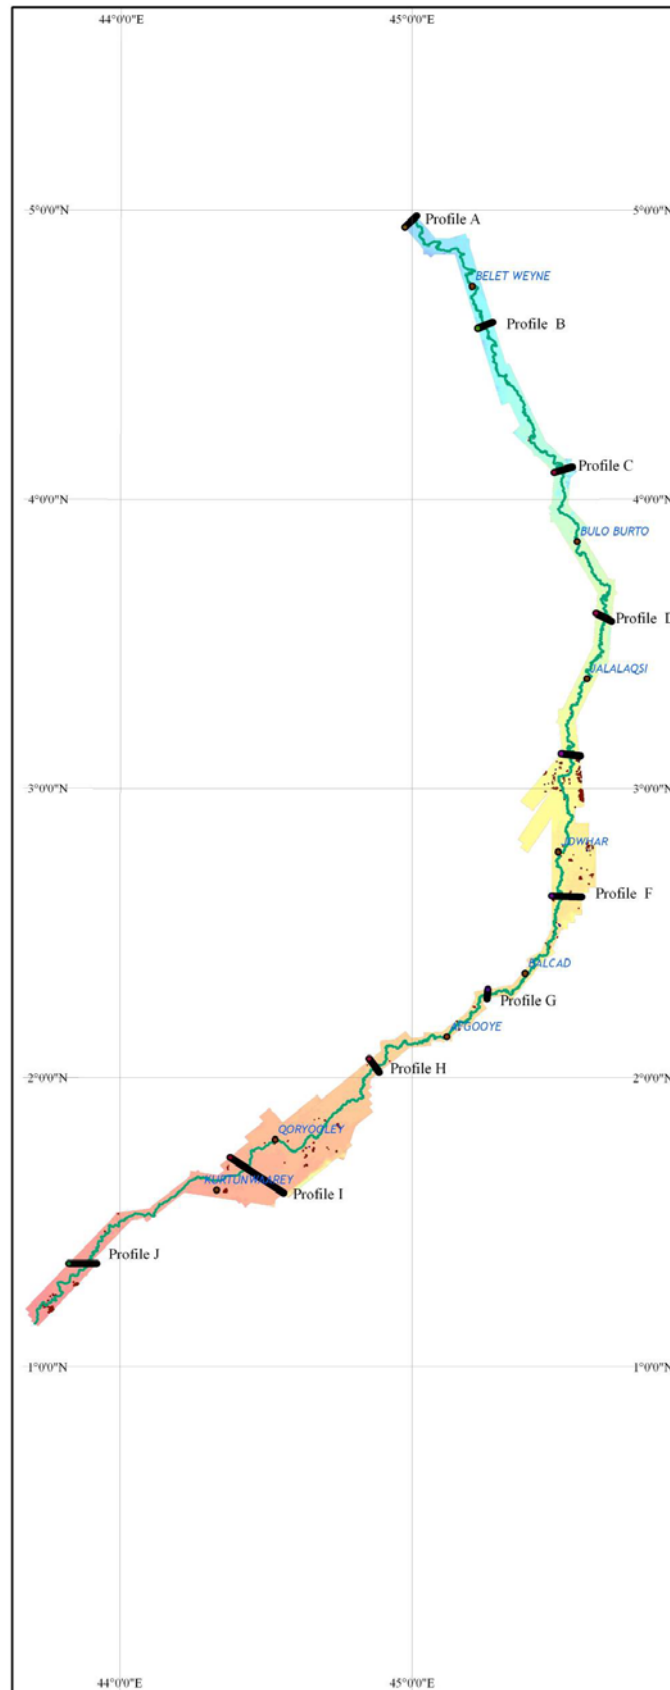 44°0'0"E 45°0'0"E
5°0'0"N 5°0'0"N
Profile A
BELET WEYNE
Profile B
Profile C
4°0'0"N 4°0'0"N
BULO BURTO
Profile D
JALALAQSI
3°0'0"N 3°0'0"N
JOWHAR
Profile F
BALCAD
Profile G
AFGOOYE
2°0'0"N 2°0'0"N
Profile H
QORYOOLEY
KURTUNWAAREY
Profile I
Profile J
1°0'0"N 1°0'0"N
44°0'0"E 45°0'0"E